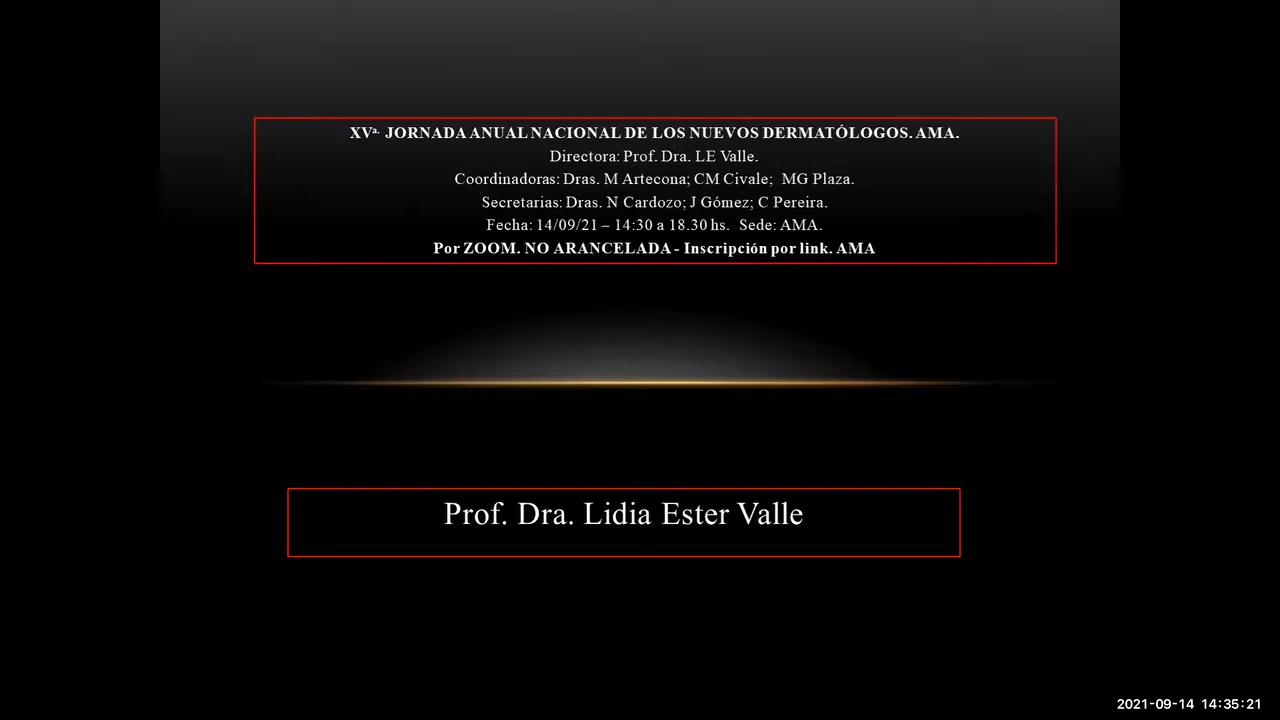 XVª. JORNADA ANUAL NACIONAL DE LOS NUEVOS DERMATÓLOGOS. AMA.
Directora: Prof. Dra. LE Valle.
Coordinadoras: Dras. M Artecona; CM Civale; MG Plaza.
Secretarias: Dras. N Cardozo; J Gómez; C Pereira.
Fecha: 14/09/21 – 14:30 a 18.30 hs. Sede: AMA.
Por ZOOM. NO ARANCELADA - Inscripción por link. AMA
Prof. Dra. Lidia Ester Valle
2021-09-14 14:35:21